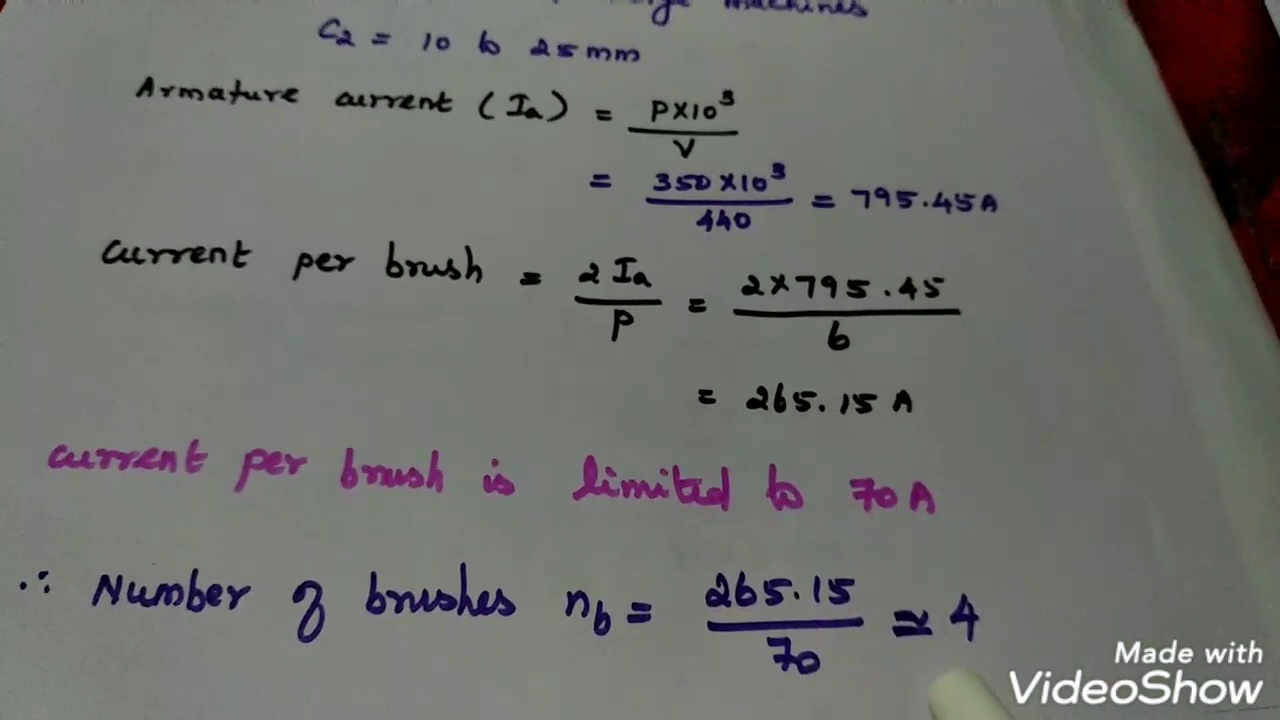 machines
C2 = 10 to 25mm
Armature current (Ia) = P×10³ / V
= 350×10³ / 440 = 795.45A
current per brush = 2Ia / P = 2×795.45 / 6
= 265.15 A
current per brush is limited to 70A
∴ Number of brushes nb = 265.15 / 70 ≃ 4
Made with
VideoShow